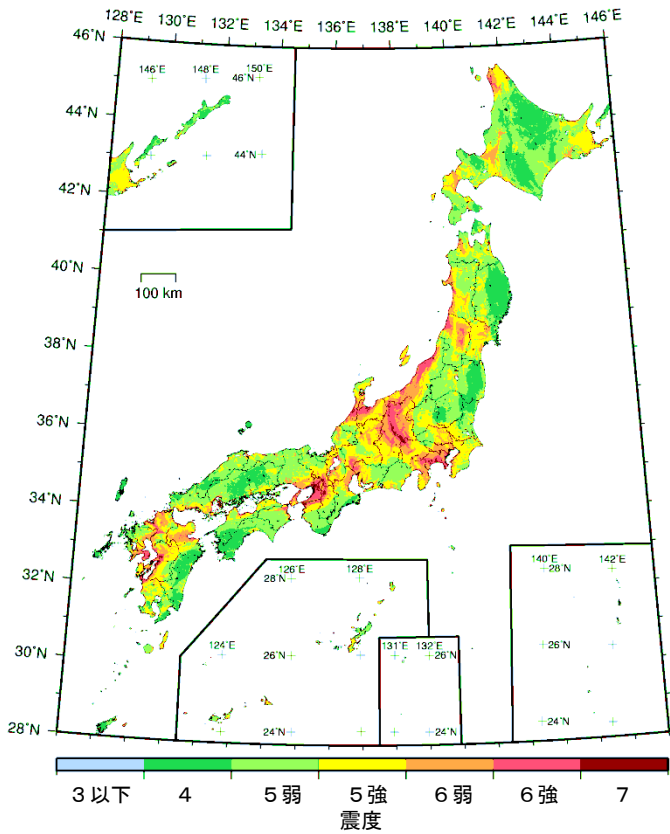 128˚E 130˚E 132˚E 134˚E 136˚E 138˚E 140˚E 142˚E 144˚E 146˚E
46˚N
146˚E 148˚E 150˚E
46˚N
44˚N
44˚N
42˚N
40˚N
100 km
38˚N
36˚N
34˚N
32˚N
126˚E 128˚E
28˚N
140˚E 142˚E
28˚N
30˚N
124˚E
26˚N
131˚E 132˚E
26˚N
26˚N
28˚N
24˚N
24˚N
24˚N
3以下 4 5弱 5強 6弱 6強 7
震度